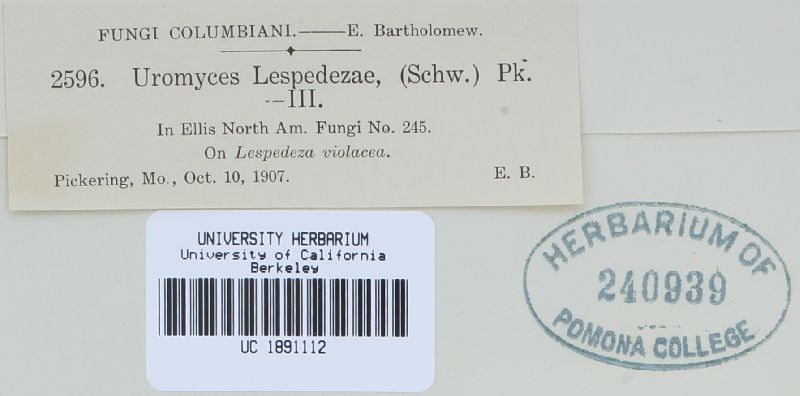 FUNGI COLUMBIANI.——E. Bartholomew.
2596. Uromyces Lespedezae, (Schw.) Pk.
--III.
In Ellis North Am. Fungi No. 245.
On Lespedeza violacea.
Pickering, Mo., Oct. 10, 1907. E. B.
UNIVERSITY HERBARIUM
University of California
Berkeley
UC 1891112
HERBARIUM OF
240939
POMONA COLLEGE